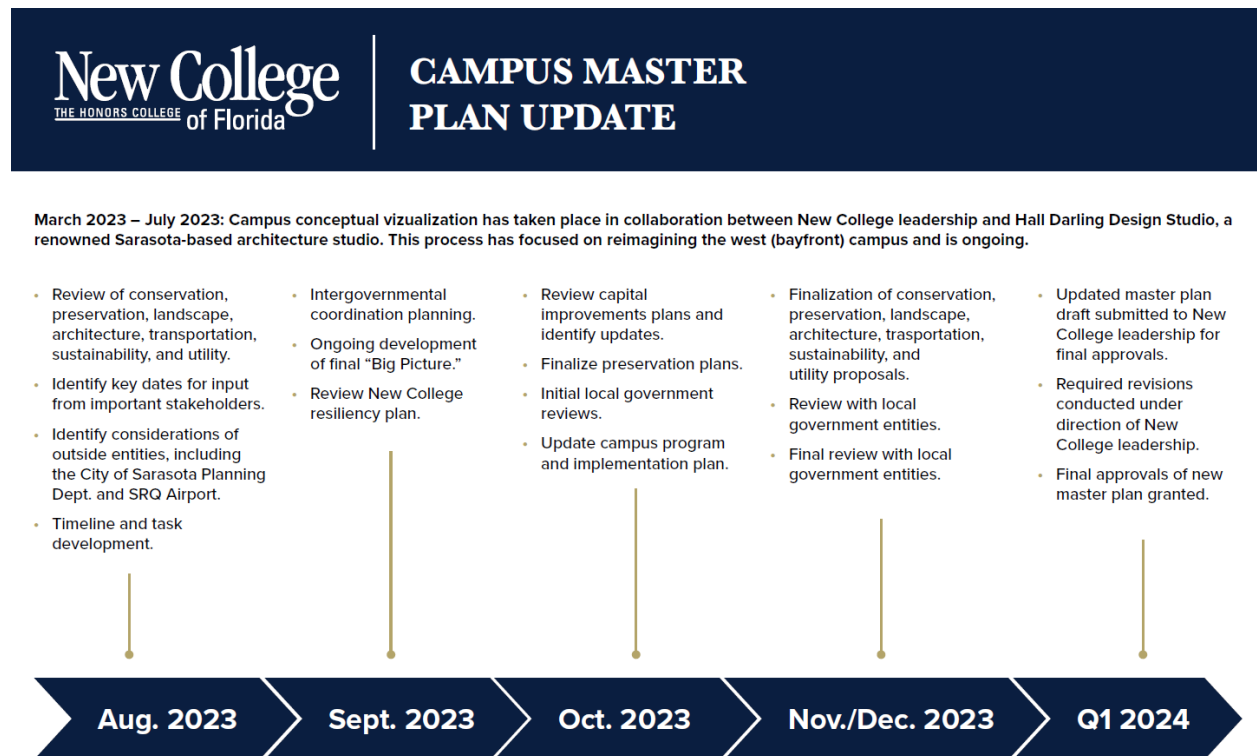 New College
THE HONORS COLLEGE of Florida
CAMPUS MASTER
PLAN UPDATE
March 2023 – July 2023: Campus conceptual vizualization has taken place in collaboration between New College leadership and Hall Darling Design Studio, a
renowned Sarasota-based architecture studio. This process has focused on reimagining the west (bayfront) campus and is ongoing.
• Review of conservation,
preservation, landscape,
architecture, transportation,
sustainability, and utility.
• Identify key dates for input
from important stakeholders.
• Identify considerations of
outside entities, including
the City of Sarasota Planning
Dept. and SRQ Airport.
• Timeline and task
development.
• Intergovernmental
coordination planning.
• Ongoing development
of final “Big Picture.”
• Review New College
resiliency plan.
• Review capital
improvements plans and
identify updates.
• Finalize preservation plans.
• Initial local government
reviews.
• Update campus program
and implementation plan.
• Finalization of conservation,
preservation, landscape,
architecture, trasportation,
sustainability, and
utility proposals.
• Review with local
government entities.
• Final review with local
government entities.
• Updated master plan
draft submitted to New
College leadership for
final approvals.
• Required revisions
conducted under
direction of New
College leadership.
• Final approvals of new
master plan granted.
Aug. 2023
Sept. 2023
Oct. 2023
Nov./Dec. 2023
Q1 2024